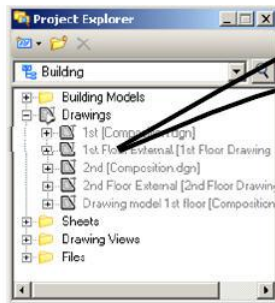 Project Explorer
Building
Building Models
Drawings
1st [Composition.dgn]
1st Floor External [1st Floor Drawing
2nd [Composition.dgn]
2nd Floor External [2nd Floor Drawing
Drawing model 1st floor [Composition
Sheets
Drawing Views
Files